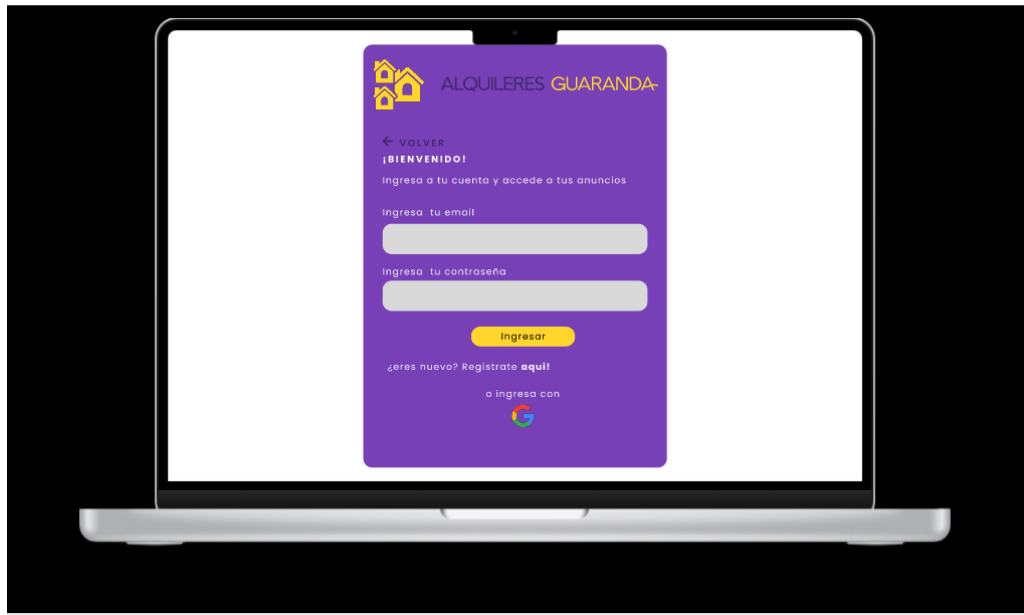 ALQUILERES GUARANDA
VOLVER
¡BIENVENIDO!
Ingresa a tu cuenta y accede a tus anuncios
Ingresa tu email
Ingresa tu contraseña
Ingresar
¿eres nuevo? Registrate aqui!
o ingresa con
G